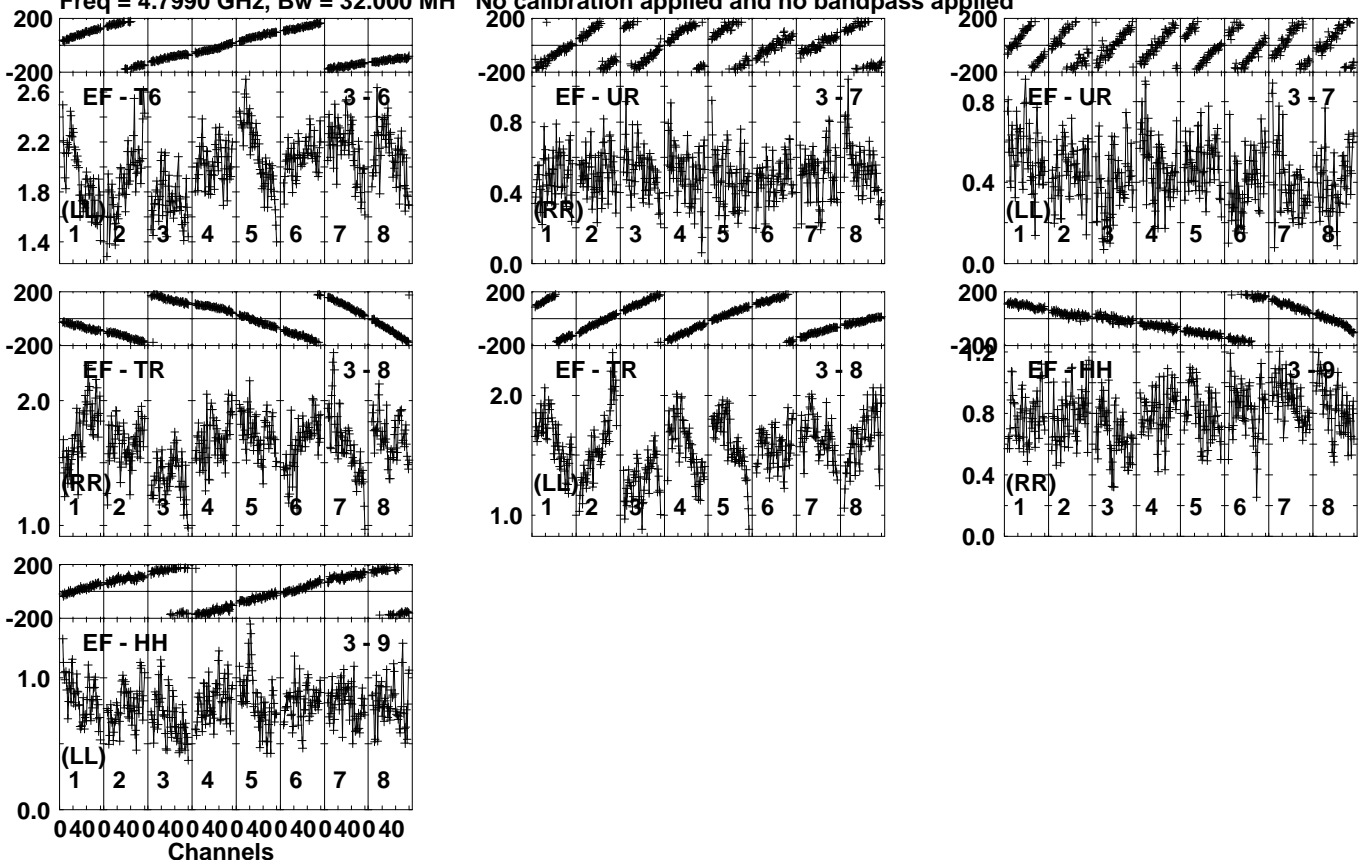 Freq = 4.7990 GHz, Bw = 32.000 MH No calibration applied and no bandpass applied
200
-200
2.6
2.2
1.8
1.4
EF - T6 3 - 6
(LL)
1 2 3 4 5 6 7 8
200
-200
0.8
0.4
0.0
EF - UR 3 - 7
(RR)
1 2 3 4 5 6 7 8
200
-200
0.8
0.4
0.0
EF - UR 3 - 7
(LL)
1 2 3 4 5 6 7 8
200
-200
2.0
1.0
EF - TR 3 - 8
(RR)
1 2 3 4 5 6 7 8
200
-200
2.0
1.0
EF - TR 3 - 8
(LL)
1 2 3 4 5 6 7 8
200
-200
1.2
0.8
0.4
0.0
EF - HH 3 - 9
(RR)
1 2 3 4 5 6 7 8
200
-200
1.0
0.0
EF - HH 3 - 9
(LL)
1 2 3 4 5 6 7 8
0 40 0 40 0 40 0 40 0 40 0 40 0 40 0 40
Channels